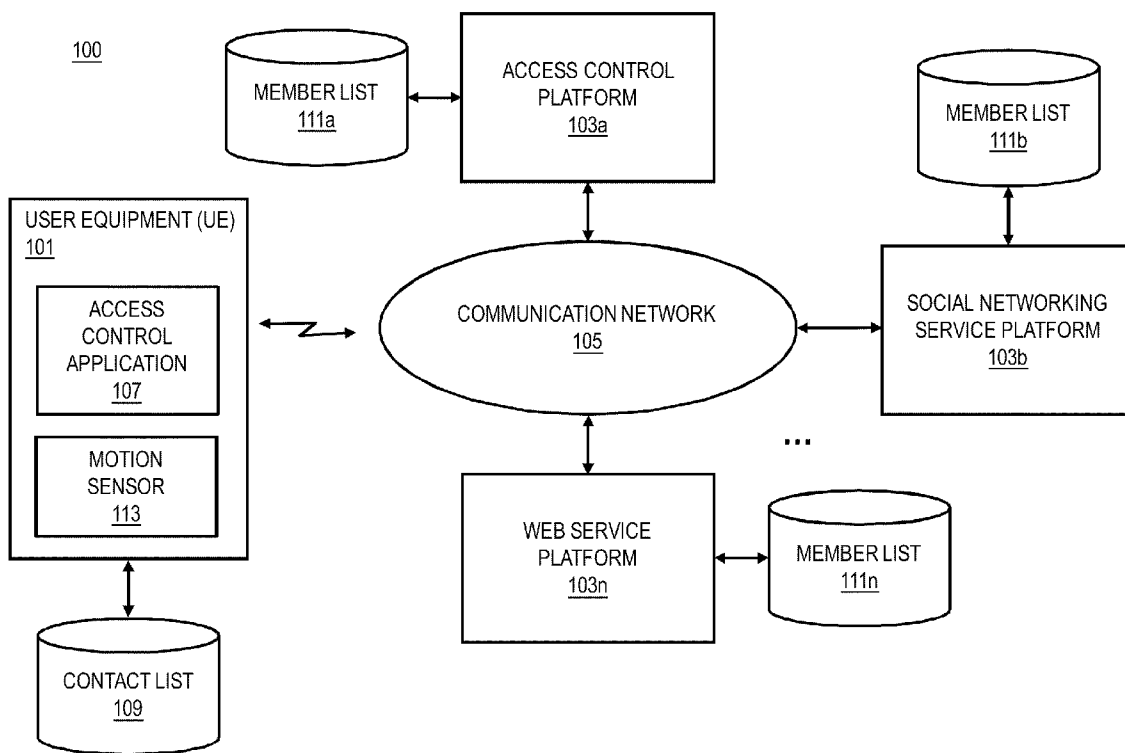 100
MEMBER LIST
111a
ACCESS CONTROL
PLATFORM
103a
MEMBER LIST
111b
USER EQUIPMENT (UE)
101
ACCESS
CONTROL
APPLICATION
107
MOTION
SENSOR
113
COMMUNICATION NETWORK
105
SOCIAL NETWORKING
SERVICE PLATFORM
103b
...
WEB SERVICE
PLATFORM
103n
MEMBER LIST
111n
CONTACT LIST
109